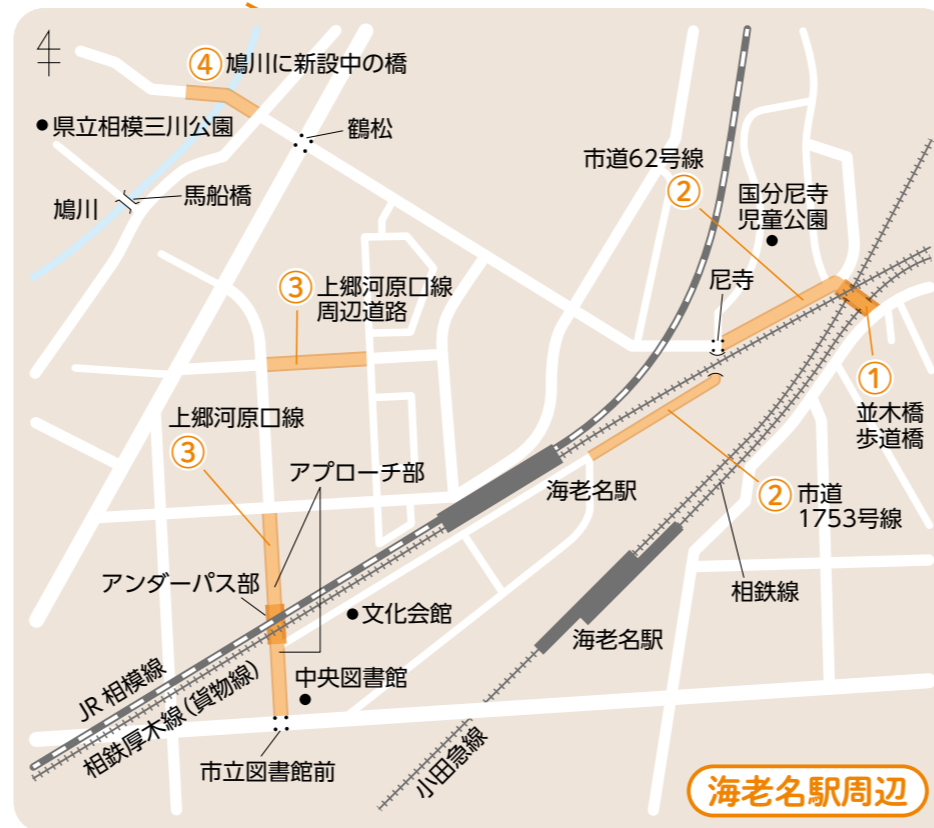 ④ 鳩川に新設中の橋
県立相模三川公園
鶴松
鳩川
馬船橋
市道62号線
②
国分尼寺
児童公園
尼寺
③ 上郷河原口線
周辺道路
①
並木橋
歩道橋
上郷河原口線
③
アプローチ部
海老名駅
② 市道
1753号線
アンダーパス部
文化会館
相鉄線
海老名駅
中央図書館
JR相模線
相鉄厚木線(貨物線)
市立図書館前
小田急線
海老名駅周辺